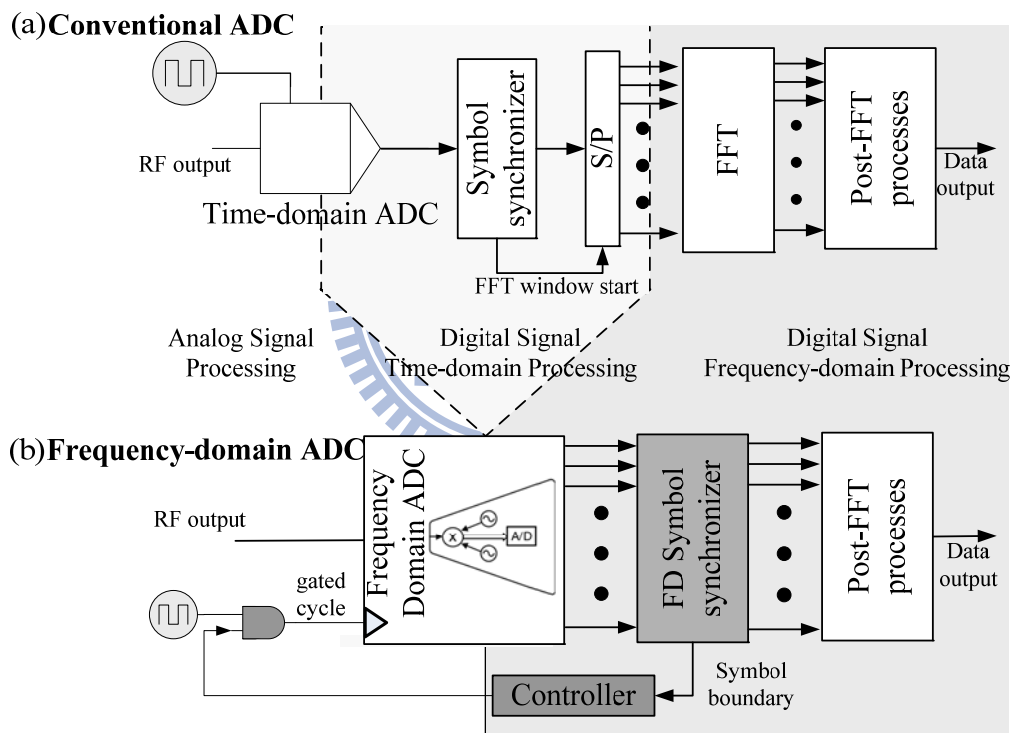 (a)Conventional ADC
RF output
Time-domain ADC
Symbol
synchronizer
S/P
FFT window start
FFT
Post-FFT
processes
Data
output
Analog Signal
Processing
Digital Signal
Time-domain Processing
Digital Signal
Frequency-domain Processing
(b)Frequency-domain ADC
RF output
gated
cycle
Frequency
Domain ADC
X
A/D
FD Symbol
synchronizer
Post-FFT
processes
Data
output
Controller
Symbol
boundary